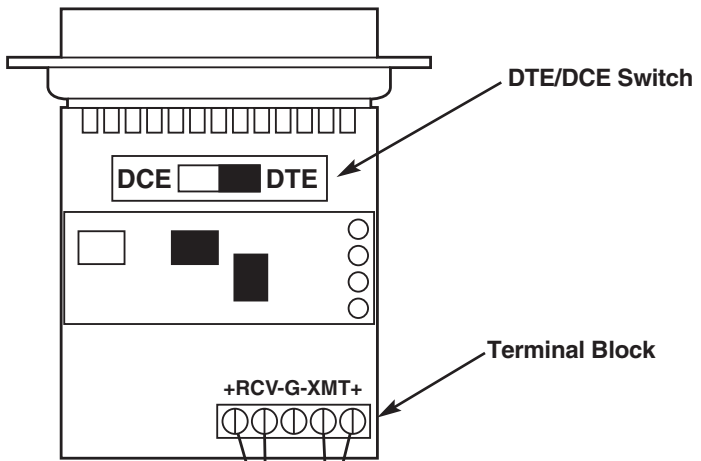 DTE/DCE Switch
DCE DTE
Terminal Block
+RCV-G-XMT+